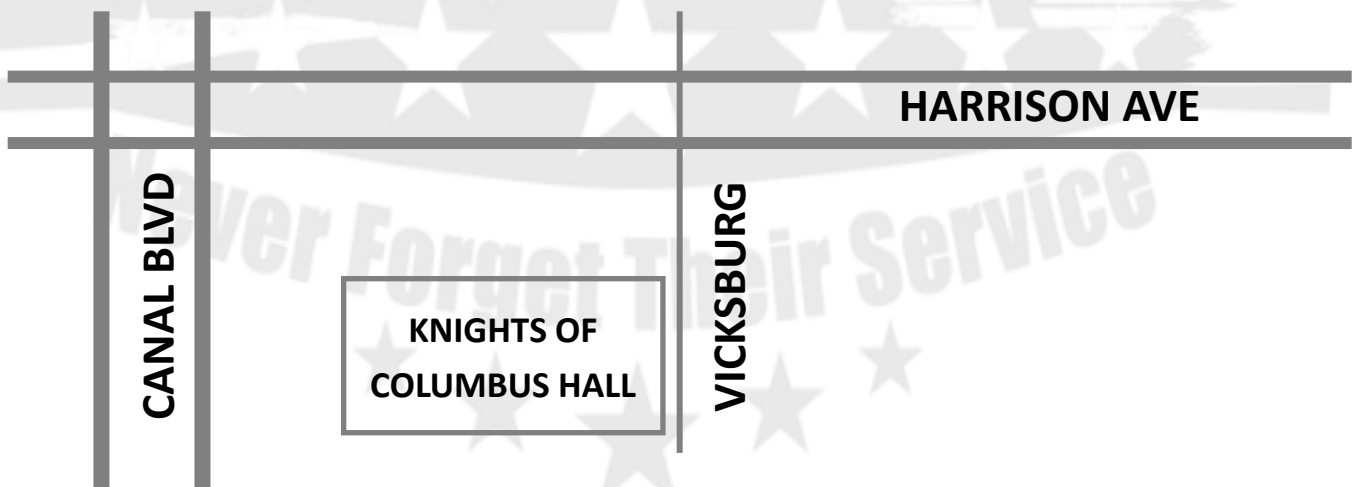 HARRISON AVE
CANAL BLVD
VICKSBURG
Never Forget Their Service
KNIGHTS OF
COLUMBUS HALL